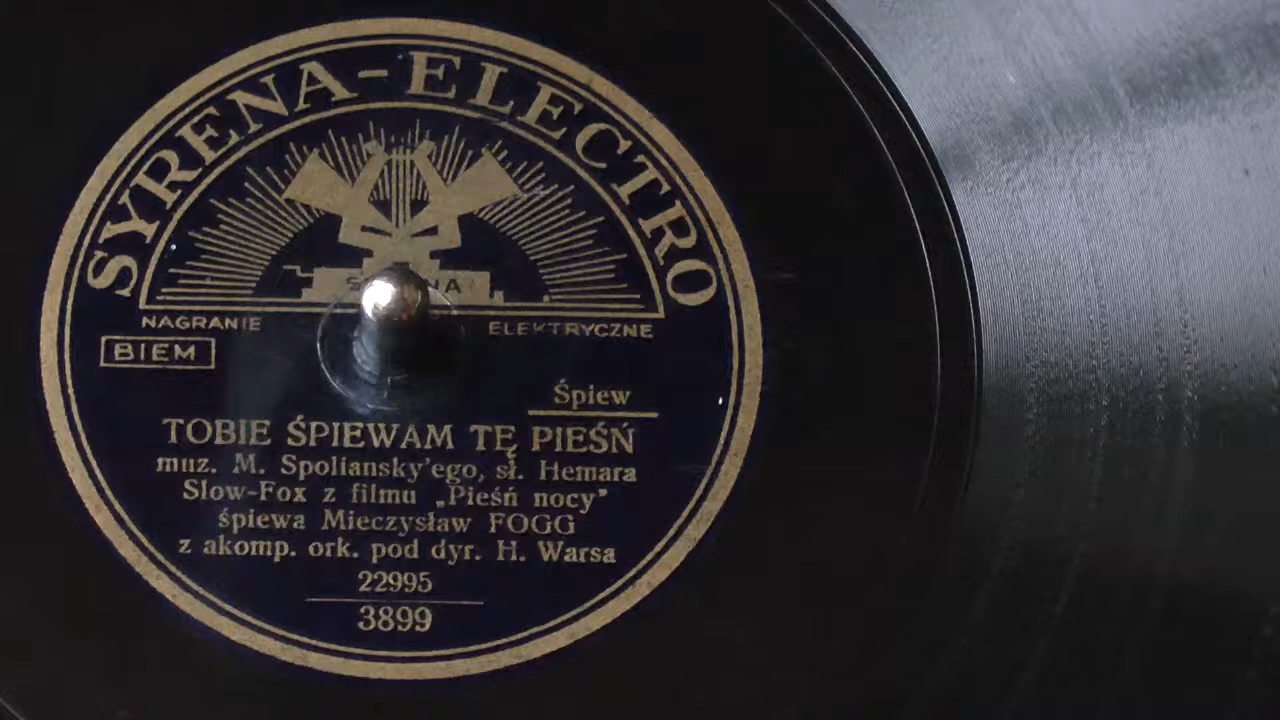 SYRENA-ELECTRO
NAGRANIE ELEKTRYCZNE
BIEM
Śpiew
TOBIE ŚPIEWAM TĘ PIEŚŃ
muz. M. Spoliansky'ego, sł. Hemara
Slow-Fox z filmu „Pieśń nocy"
śpiewa Mieczysław FOGG
z akomp. ork. pod dyr. H. Warsa
22995
3899